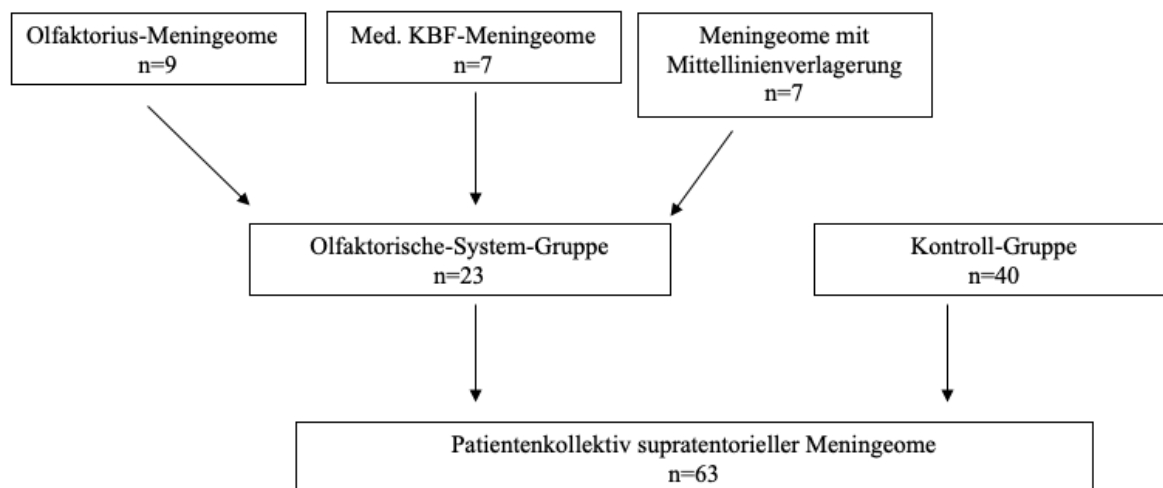 Olfaktorius-Meningeome
n=9
Med. KBF-Meningeome
n=7
Meningeome mit
Mittellinienverlagerung
n=7
Olfaktorische-System-Gruppe
n=23
Kontroll-Gruppe
n=40
Patientenkollektiv supratentorieller Meningeome
n=63